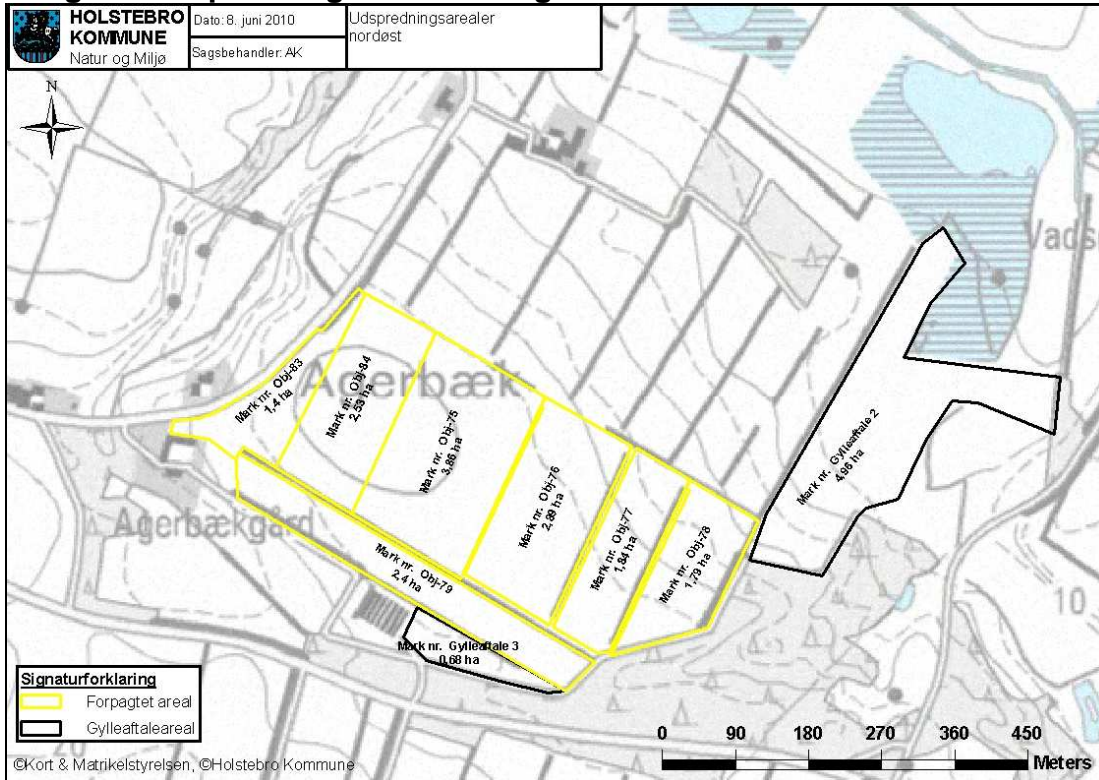 HOLSTEBRO
KOMMUNE
Natur og Miljø
Dato: 8. juni 2010
Sagsbehandler: AK
Udspredningsarealer
nordøst
N
Vads
Mark nr. Obj-83
1,4 ha
Mark nr. Obj-84
2,53 ha
Agerbæk
Mark nr. Obj-75
3,86 ha
Mark nr. Obj-76
2,89 ha
Mark nr. Obj-77
1,84 ha
Mark nr. Obj-78
1,79 ha
Mark nr. Gylleaftale 2
4,96 ha
Agerbækgård
Mark nr. Obj-79
2,4 ha
Mark nr. Gylleaftale 3
0,68 ha
10
Signaturforklaring
Forpagtet areal
Gylleaftaleareal
20
0 90 180 270 360 450
Meters
©Kort & Matrikelstyrelsen, ©Holstebro Kommune